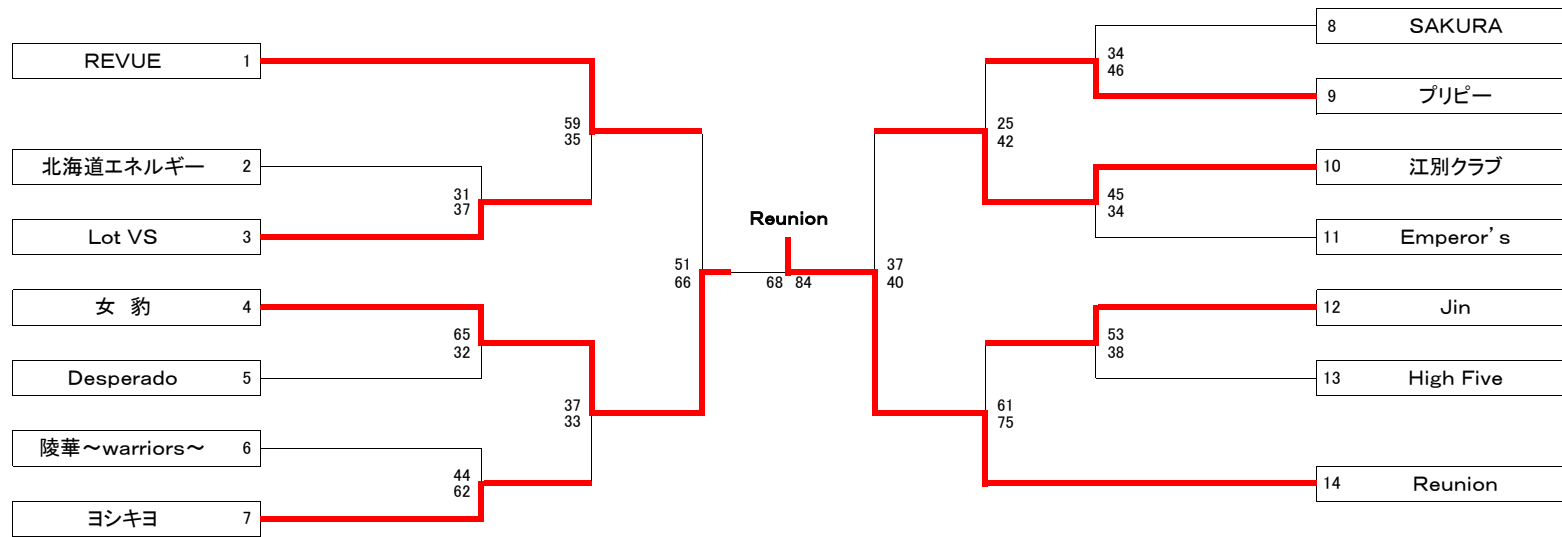 REVUE 1
北海道エネルギー 2
Lot VS 3
女　豹 4
Desperado 5
陵華～warriors～ 6
ヨシキヨ 7
59
35
31
37
65
32
37
33
44
62
51
66
Reunion
68 84
37
40
25
42
61
75
34
46
45
34
53
38
8 SAKURA
9 プリピー
10 江別クラブ
11 Emperor’s
12 Jin
13 High Five
14 Reunion